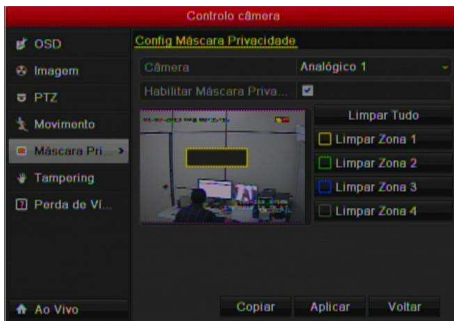 Controlo câmera
OSD
Imagem
PTZ
Movimento
Máscara Pri...
Tampering
Perda de Ví...
Ao Vivo
Config Máscara Privacidade
Câmera Analógico 1
Habilitar Máscara Priva...
Limpar Tudo
Limpar Zona 1
Limpar Zona 2
Limpar Zona 3
Limpar Zona 4
Copiar Aplicar Voltar